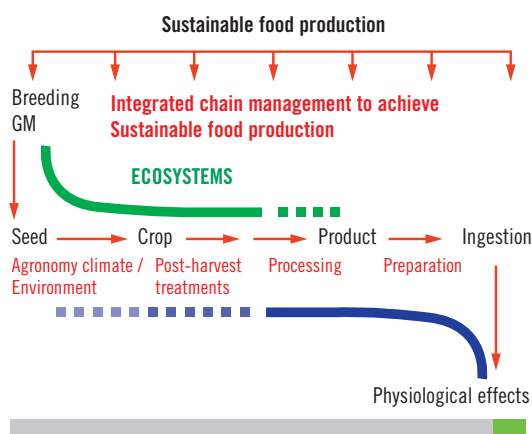 Sustainable food production
Breeding
GM
Integrated chain management to achieve
Sustainable food production
ECOSYSTEMS
Seed Crop Product Ingestion
Agronomy climate / Post-harvest Processing Preparation
Environment treatments
Physiological effects